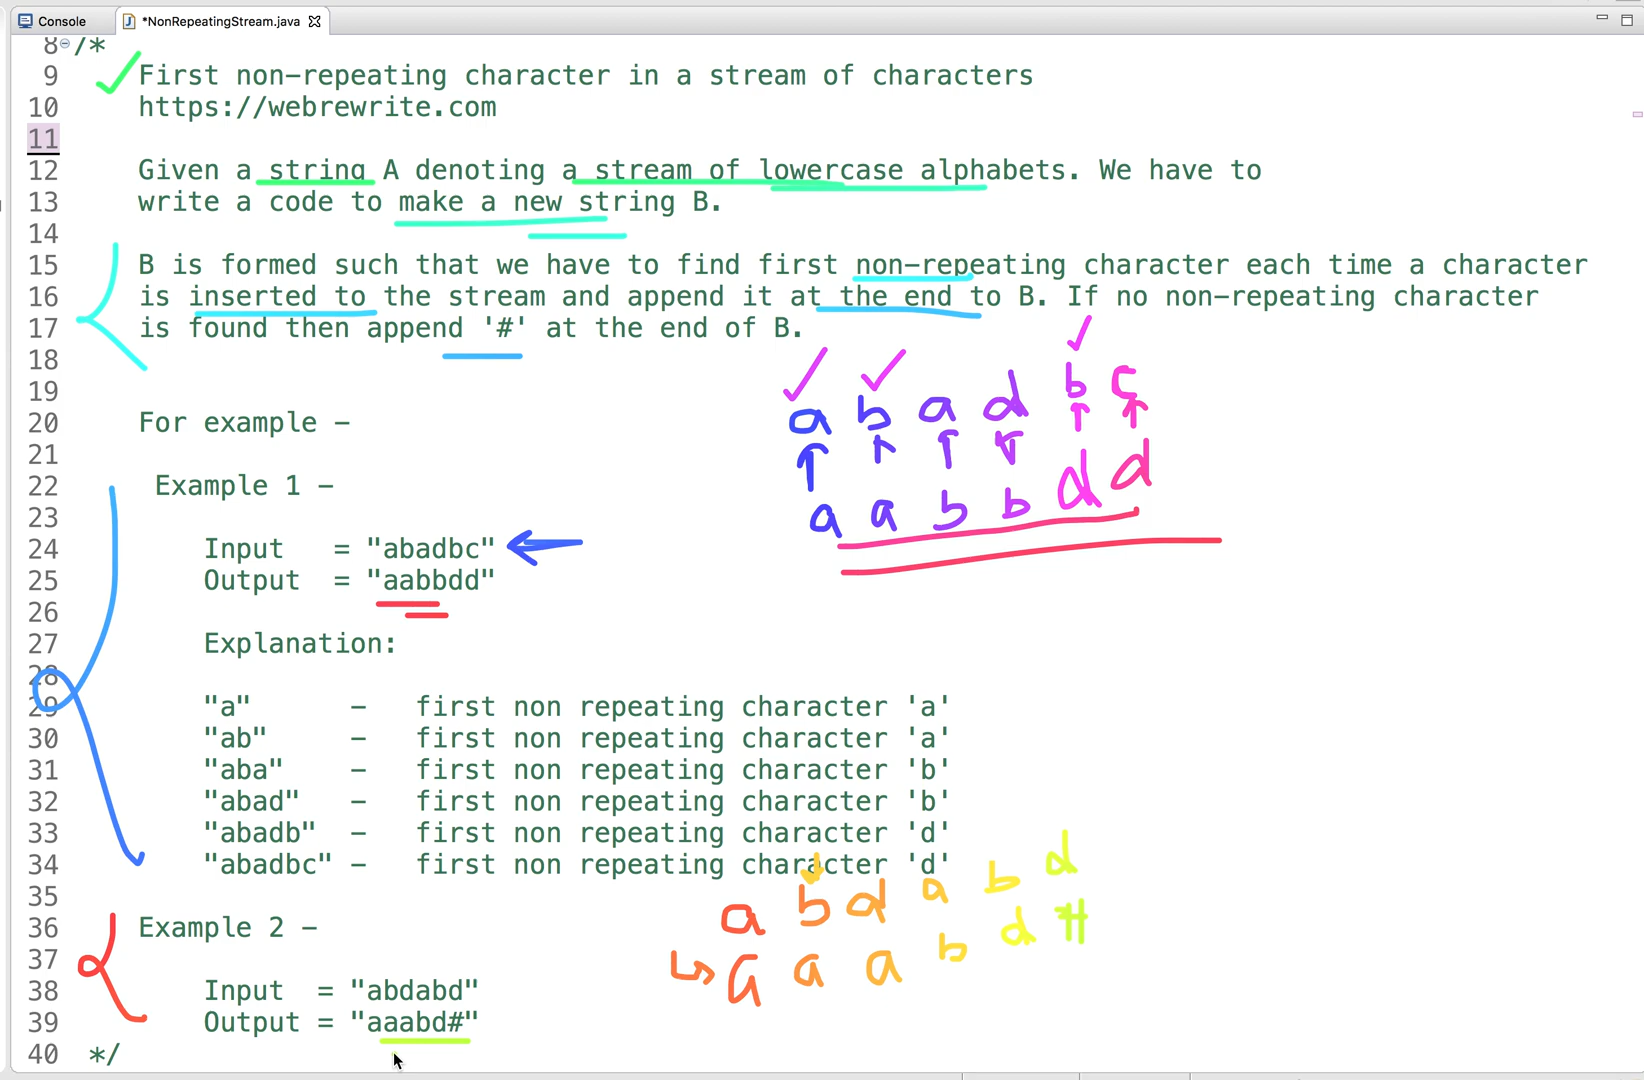 Console *NonRepeatingStream.java
8 /*
9 First non-repeating character in a stream of characters
10 https://webrewrite.com
11
12 Given a string A denoting a stream of lowercase alphabets. We have to
13 write a code to make a new string B.
14
15 B is formed such that we have to find first non-repeating character each time a character
16 is inserted to the stream and append it at the end to B. If no non-repeating character
17 is found then append '#' at the end of B.
18
19
a b a d b c
20 For example -
21
22 Example 1 -
23
a a b b d d
24 Input = "abadbc"
25 Output = "aabbdd"
26
27 Explanation:
28
29 "a" - first non repeating character 'a'
30 "ab" - first non repeating character 'a'
31 "aba" - first non repeating character 'b'
32 "abad" - first non repeating character 'b'
33 "abadb" - first non repeating character 'd'
34 "abadbc" - first non repeating character 'd'
35
a b d a b d
36 Example 2 -
37
a a a b d #
38 Input = "abdabd"
39 Output = "aaabd#"
40 */